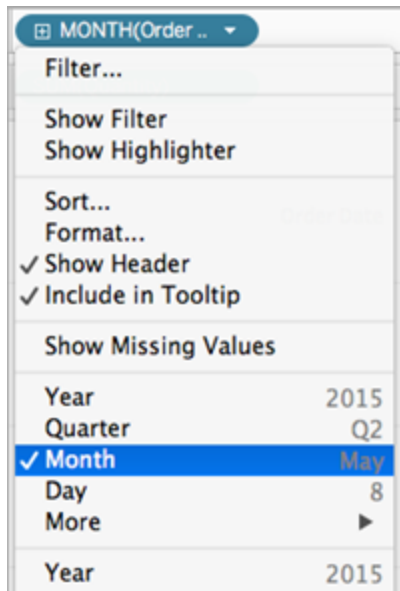 MONTH(Order ..
Filter...
Show Filter
Show Highlighter
Sort...
Format...
✓ Show Header
✓ Include in Tooltip
Show Missing Values
Year 2015
Quarter Q2
✓ Month May
Day 8
More ▶
Year 2015